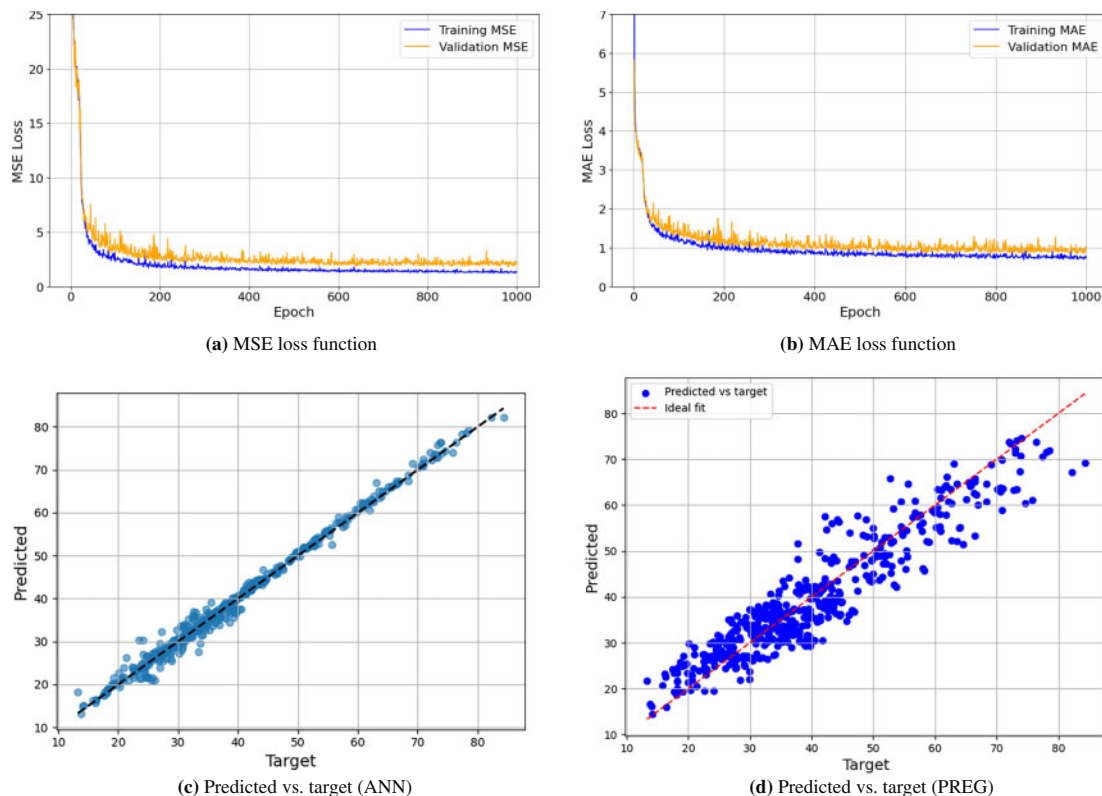 25
20
15
10
5
0
MSE Loss
Training MSE
Validation MSE
0 200 400 600 800 1000
Epoch
(a) MSE loss function
7
6
5
4
3
2
1
0
MAE Loss
Training MAE
Validation MAE
0 200 400 600 800 1000
Epoch
(b) MAE loss function
80
70
60
50
40
30
20
10
Predicted
10 20 30 40 50 60 70 80
Target
(c) Predicted vs. target (ANN)
80
70
60
50
40
30
20
10
Predicted
Predicted vs target
Ideal fit
10 20 30 40 50 60 70 80
Target
(d) Predicted vs. target (PREG)